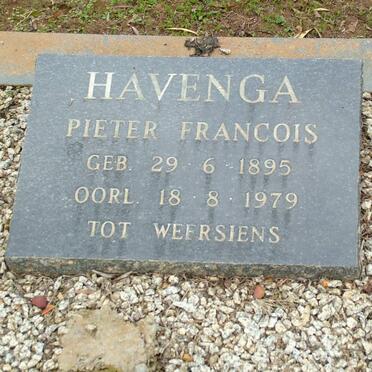 HAVENGA
PIETER FRANCOIS
GEB. 29 · 6 · 1895
OORL. 18 · 8 · 1979
TOT WEERSIENS